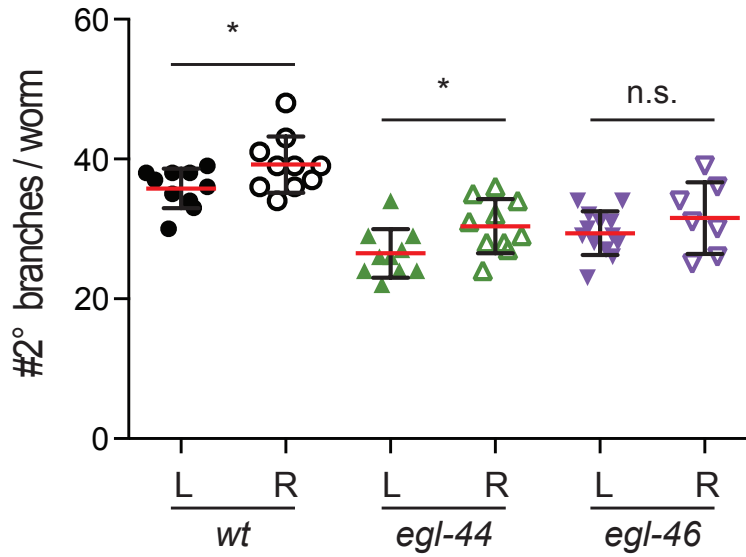 #2° branches / worm
60
40
20
0
* * n.s.
L R L R L R
wt egl-44 egl-46